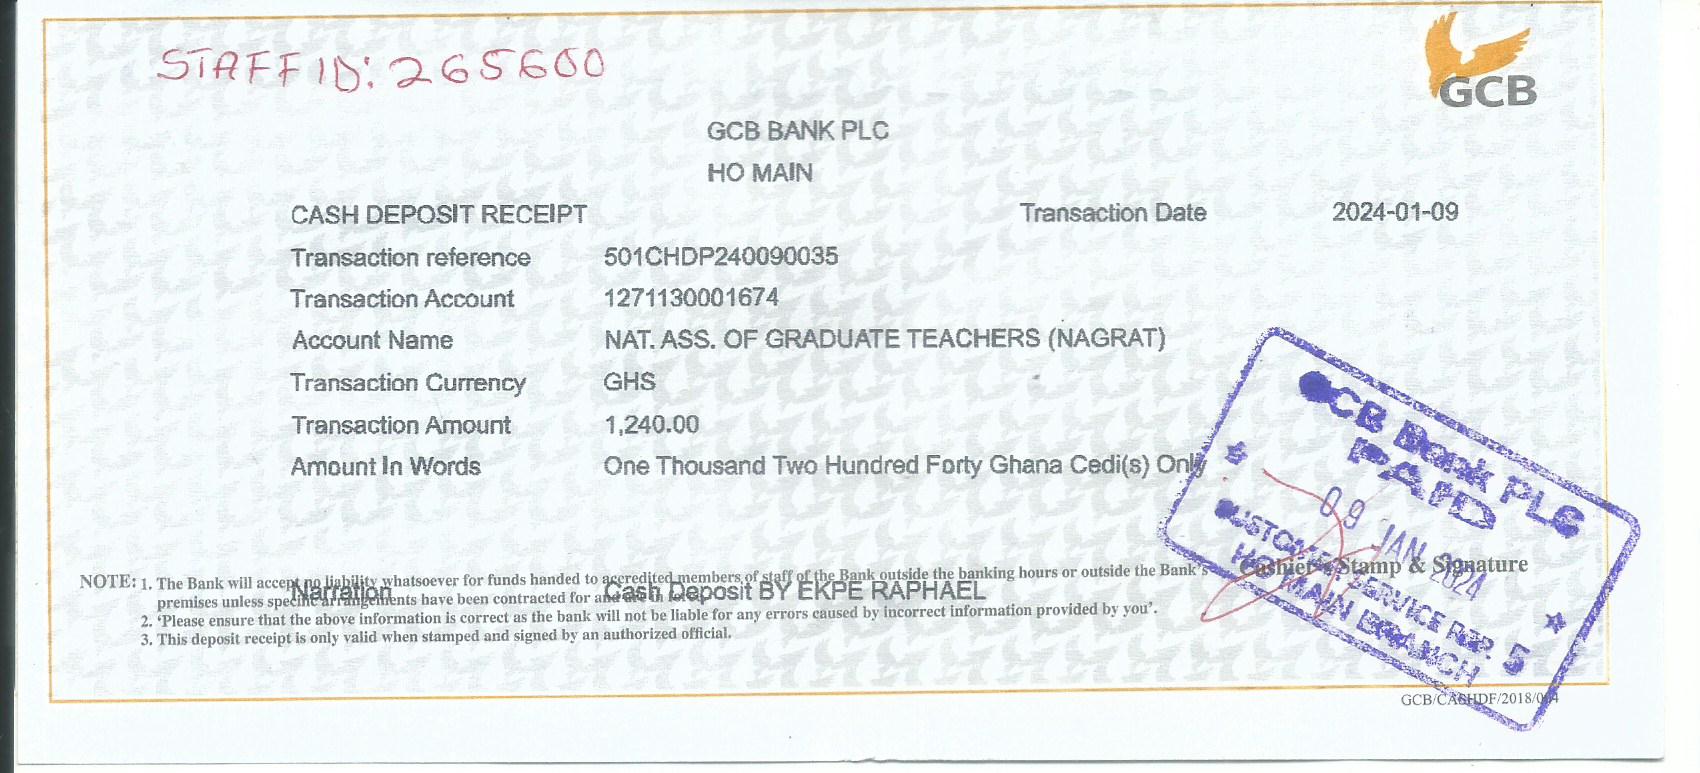 STAFF ID: 265600
GCB
GCB BANK PLC
HO MAIN
CASH DEPOSIT RECEIPT Transaction Date 2024-01-09
Transaction reference 501CHDP240090035
Transaction Account 1271130001674
Account Name NAT. ASS. OF GRADUATE TEACHERS (NAGRAT)
Transaction Currency GHS
Transaction Amount 1,240.00
Amount In Words One Thousand Two Hundred Forty Ghana Cedi(s) Only
GCB Bank PLC
PAID
09 JAN 2024
CUSTOMER SERVICE REP. 5
HO MAIN BRANCH
Cashier's Stamp & Signature
NOTE: 1. The Bank will accept no liability whatsoever for funds handed to accredited members of staff of the Bank outside the banking hours or outside the Bank's
premises unless specific arrangements have been contracted for and are in
Narration Cash Deposit BY EKPE RAPHAEL
2. 'Please ensure that the above information is correct as the bank will not be liable for any errors caused by incorrect information provided by you'.
3. This deposit receipt is only valid when stamped and signed by an authorized official.